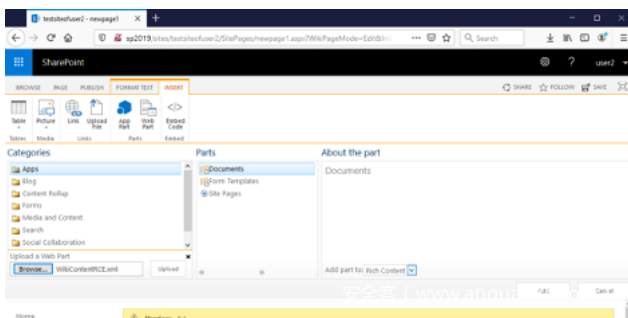 testsiteofuser2 - newpage1
sp2019/sites/testsiteofuser2/SitePages/newpage1.aspx?WikiPageMode=Edit&
Search
SharePoint
user2
BROWSE PAGE PUBLISH FORMAT TEXT INSERT
SHARE FOLLOW SAVE
Table Picture Link Upload File App Part Web Part Embed Code
Tables Media Links Parts Embed
Categories Parts About the part
Apps Documents Documents
Blog Form Templates
Content Rollup Site Pages
Forms
Media and Content
Search
Social Collaboration
Upload a Web Part
Browse... WikiContentRCE.xml Upload
Add part to: Rich Content
Add Cancel
Home